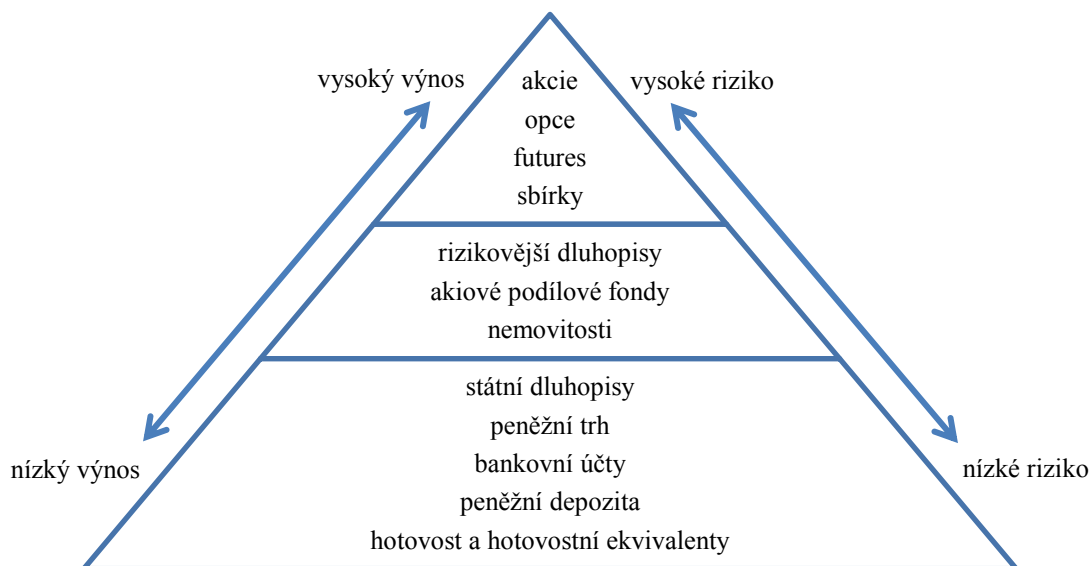 vysoký výnos
vysoké riziko
akcie
opce
futures
sbírky
rizikovější dluhopisy
akiové podílové fondy
nemovitosti
státní dluhopisy
peněžní trh
bankovní účty
peněžní depozita
hotovost a hotovostní ekvivalenty
nízký výnos
nízké riziko